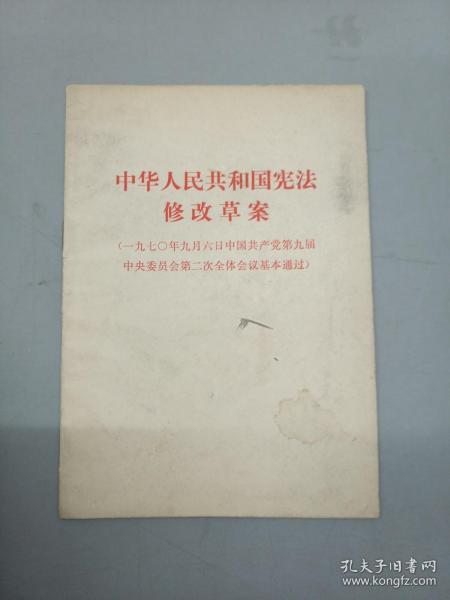 中华人民共和国宪法
修改草案
（一九七〇年九月六日中国共产党第九届
中央委员会第二次全体会议基本通过）
孔夫子旧书网
www.kongfz.com